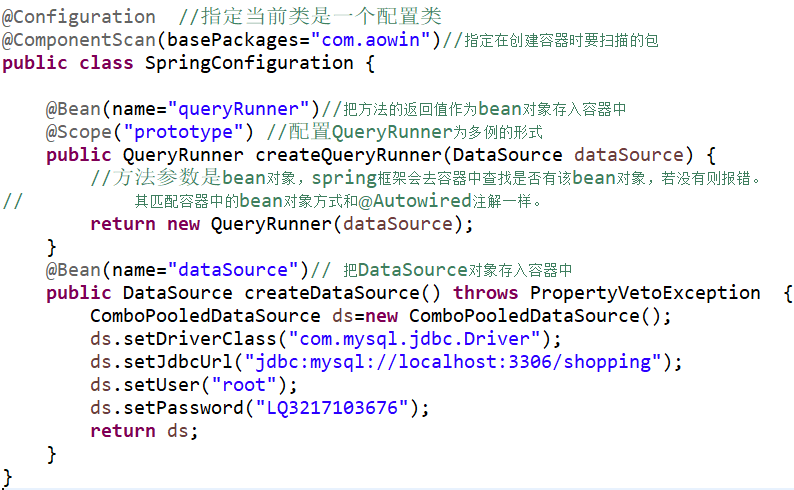 @Configuration  //指定当前类是一个配置类
@ComponentScan(basePackages="com.aowin")//指定在创建容器时要扫描的包
public class SpringConfiguration {
    @Bean(name="queryRunner")//把方法的返回值作为bean对象存入容器中
    @Scope("prototype") //配置QueryRunner为多例的形式
    public QueryRunner createQueryRunner(DataSource dataSource) {
        //方法参数是bean对象，spring框架会去容器中查找是否有该bean对象，若没有则报错。
//          其匹配容器中的bean对象方式和@Autowired注解一样。
        return new QueryRunner(dataSource);
    }
    @Bean(name="dataSource")// 把DataSource对象存入容器中
    public DataSource createDataSource() throws PropertyVetoException  {
        ComboPooledDataSource ds=new ComboPooledDataSource();
        ds.setDriverClass("com.mysql.jdbc.Driver");
        ds.setJdbcUrl("jdbc:mysql://localhost:3306/shopping");
        ds.setUser("root");
        ds.setPassword("LQ3217103676");
        return ds;
    }
}